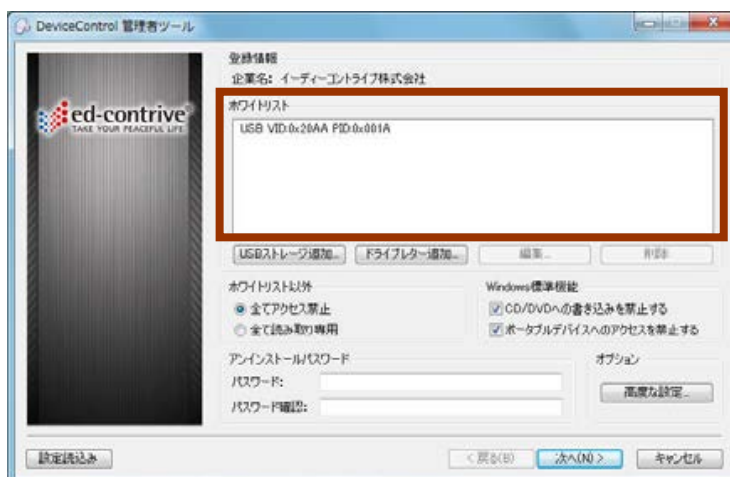 DeviceControl 管理者ツール
登録情報
企業名: イーディーコントライブ株式会社
ed-contrive
TAKE YOUR PEACEFUL LIFE
ホワイトリスト
USB VID:0x20AA PID:0x001A
USBストレージ追加... ドライブレター追加... 編集... 削除
ホワイトリスト以外
全てアクセス禁止
全て読み取り専用
Windows標準機能
CD/DVDへの書き込みを禁止する
ポータブルデバイスへのアクセスを禁止する
アンインストールパスワード
パスワード:
パスワード確認:
オプション
高度な設定...
設定読込み < 戻る(B) 次へ(N) > キャンセル